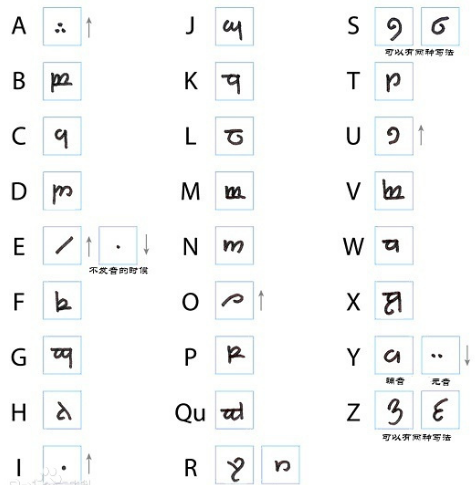 A J S
可以有两种写法
B K T
C L U
D M V
E N W
不发音的时候
F O X
G P Y
辅音 元音
H Qu Z
可以有两种写法
I R